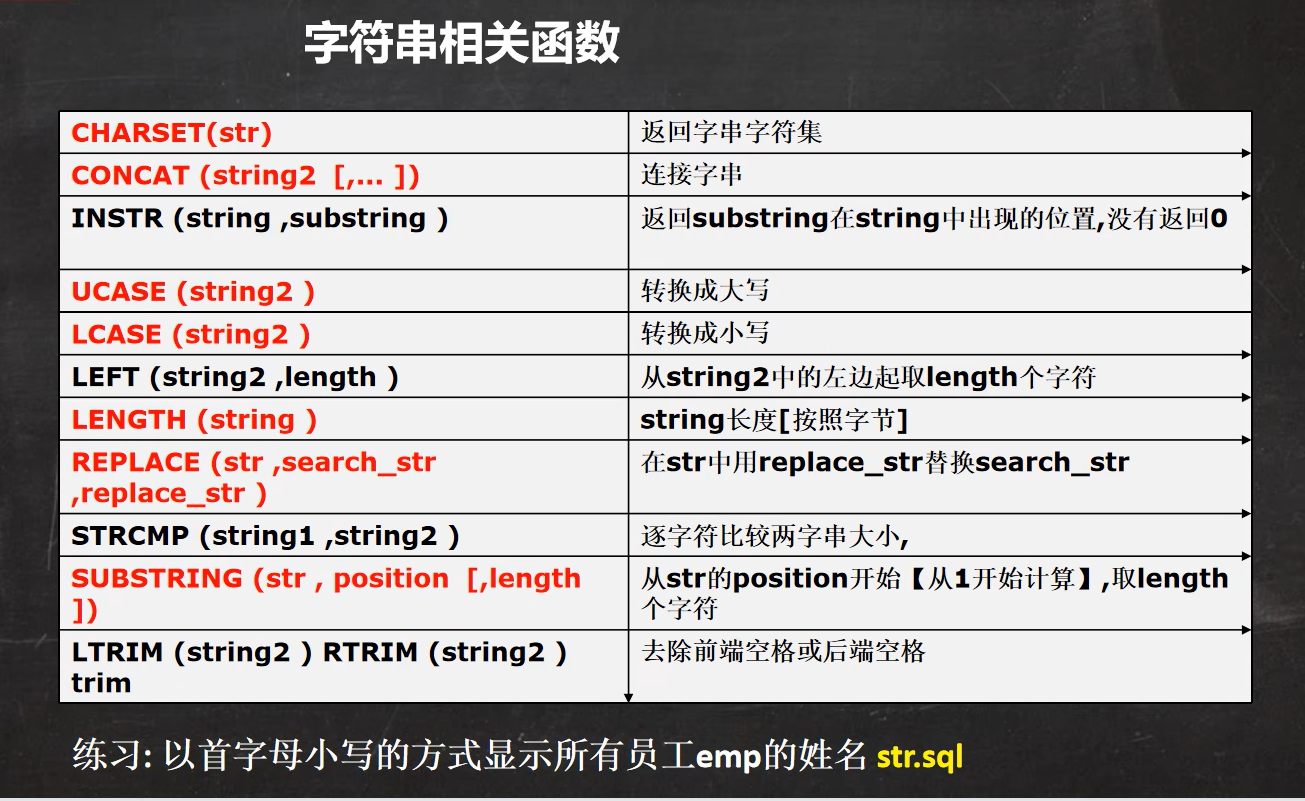 字符串相关函数
CHARSET(str)
返回字串字符集
CONCAT (string2 [,... ])
连接字串
INSTR (string ,substring )
返回substring在string中出现的位置,没有返回0
UCASE (string2 )
转换成大写
LCASE (string2 )
转换成小写
LEFT (string2 ,length )
从string2中的左边起取length个字符
LENGTH (string )
string长度[按照字节]
REPLACE (str ,search_str
,replace_str )
在str中用replace_str替换search_str
STRCMP (string1 ,string2 )
逐字符比较两字串大小,
SUBSTRING (str , position [,length
])
从str的position开始【从1开始计算】,取length
个字符
LTRIM (string2 ) RTRIM (string2 )
trim
去除前端空格或后端空格
练习: 以首字母小写的方式显示所有员工emp的姓名 str.sql